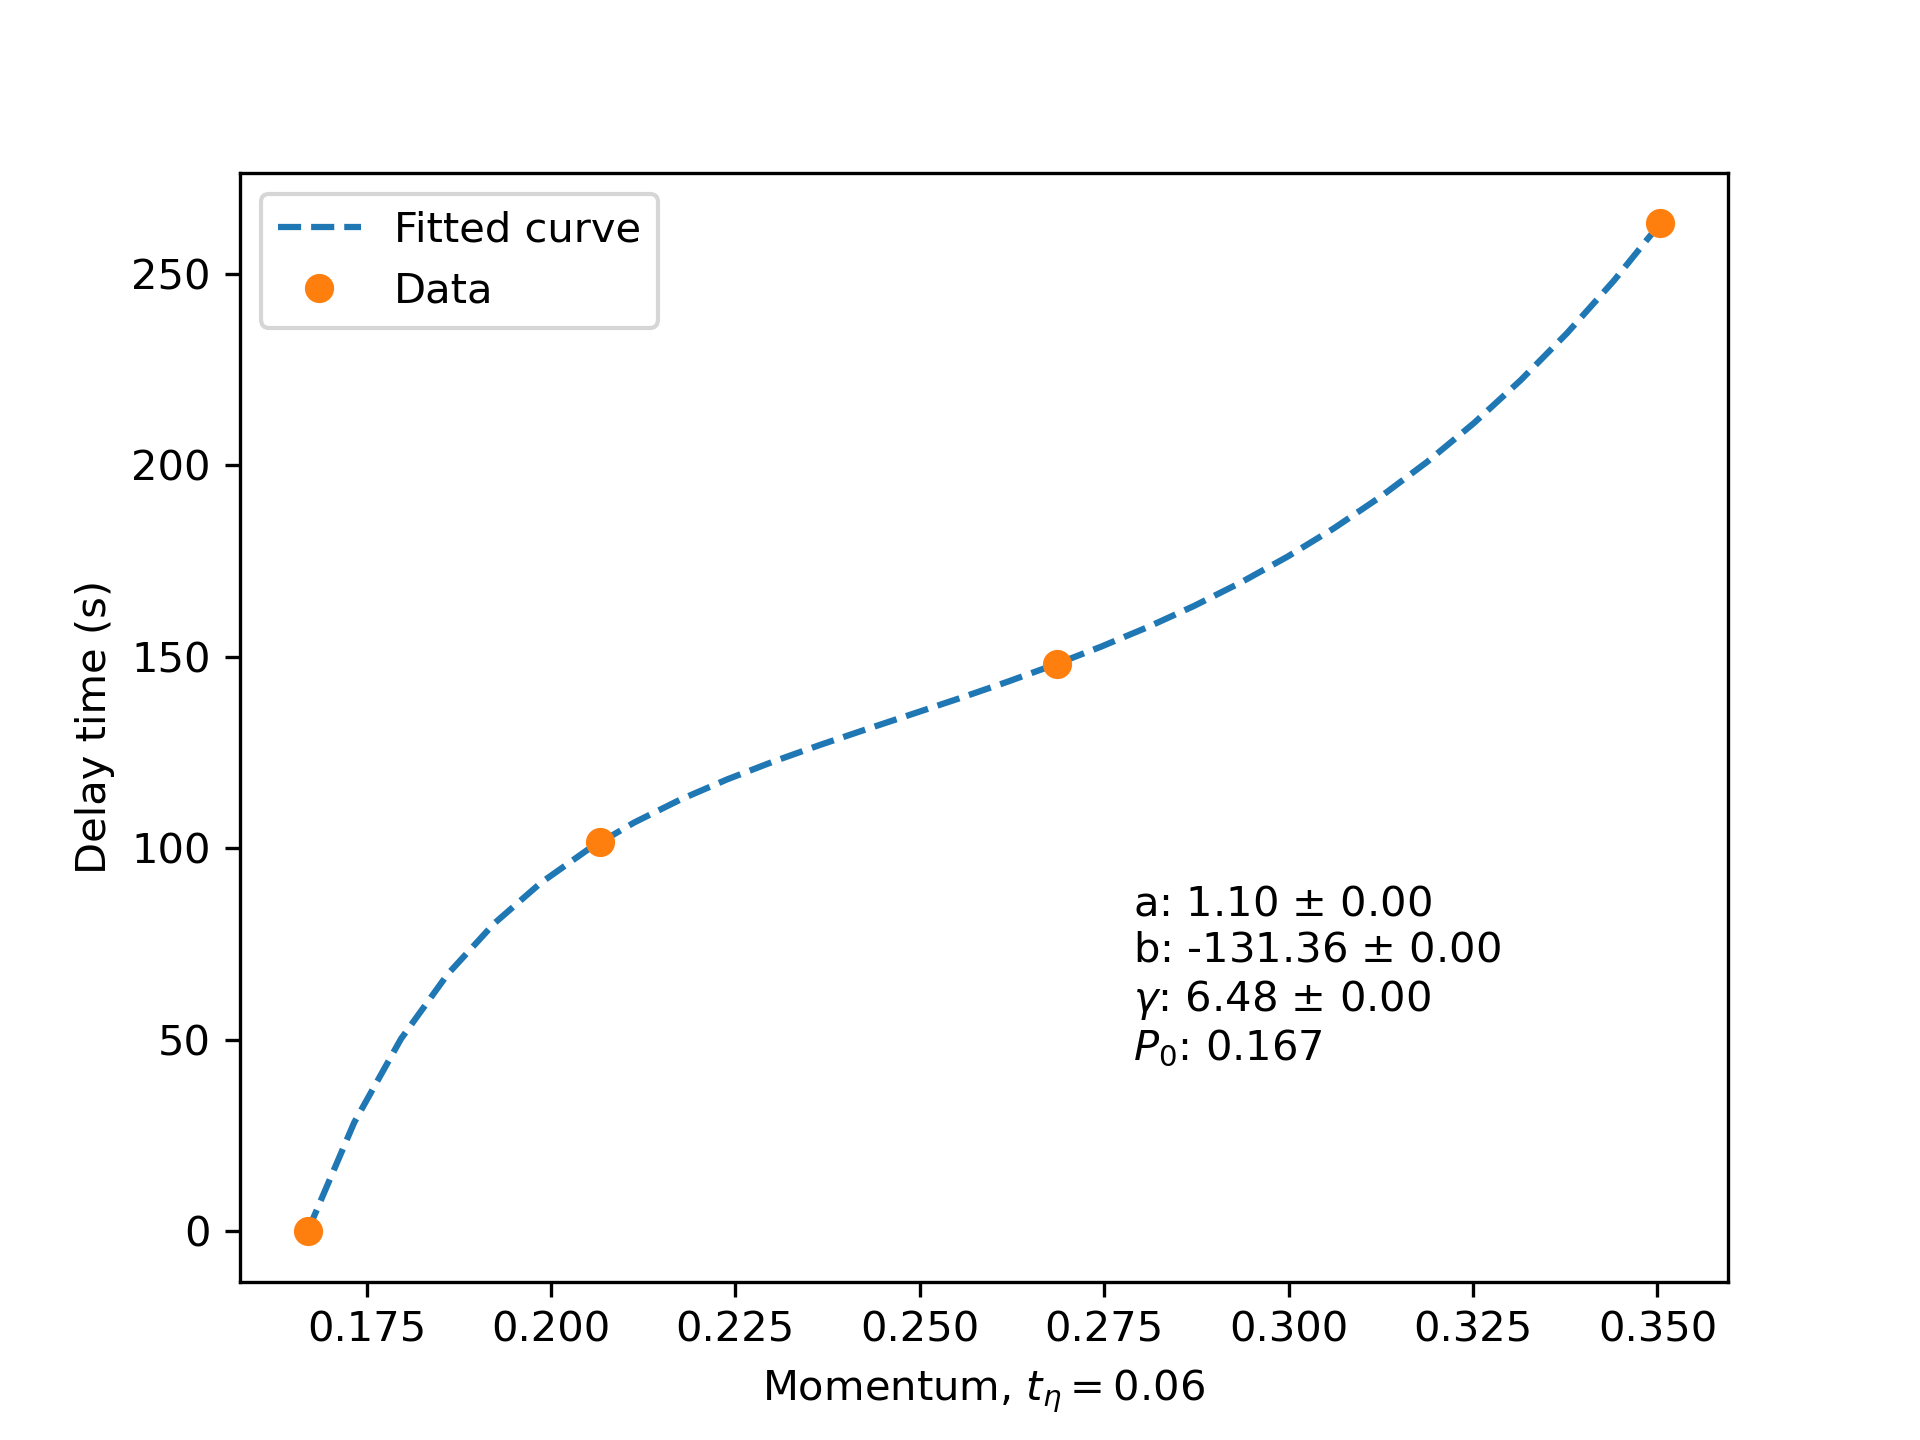 Fitted curve
Data
250
200
150
100
50
0
Delay time (s)
a: 1.10 ± 0.00
b: -131.36 ± 0.00
γ: 6.48 ± 0.00
P₀: 0.167
0.175 0.200 0.225 0.250 0.275 0.300 0.325 0.350
Momentum, tη = 0.06